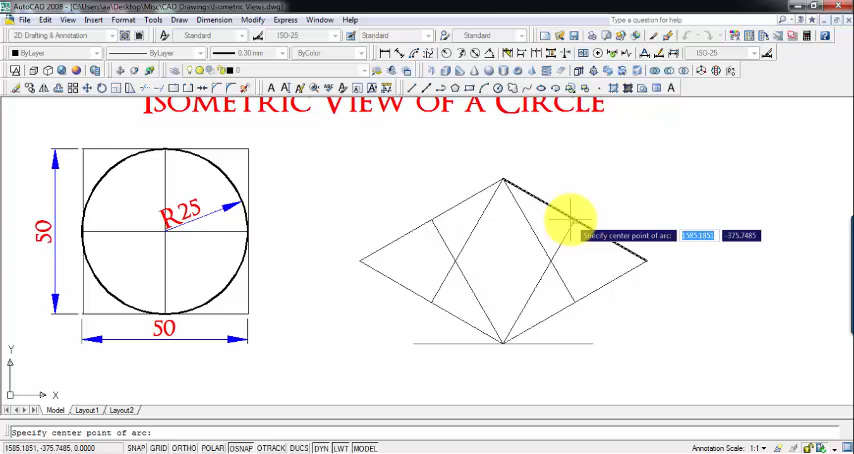 AutoCAD 2008 - [C:\Users\aa\Desktop\Misc\CAD Drawings\Isometric Views.dwg]
File Edit View Insert Format Tools Draw Dimension Modify Express Window Help Type a question for help
2D Drafting & Annotation Standard ISO-25 Standard Standard
ByLayer ByLayer 0.30 mm ByColor ISO-25
0
ISOMETRIC VIEW OF A CIRCLE
R25
50
50
Specify center point of arc: 1585.1851 -375.7485
Y
X
Model Layout1 Layout2
Specify center point of arc:
1585.1851, -375.7485, 0.0000 SNAP GRID ORTHO POLAR OSNAP OTRACK DUCS DYN LWT MODEL Annotation Scale: 1:1